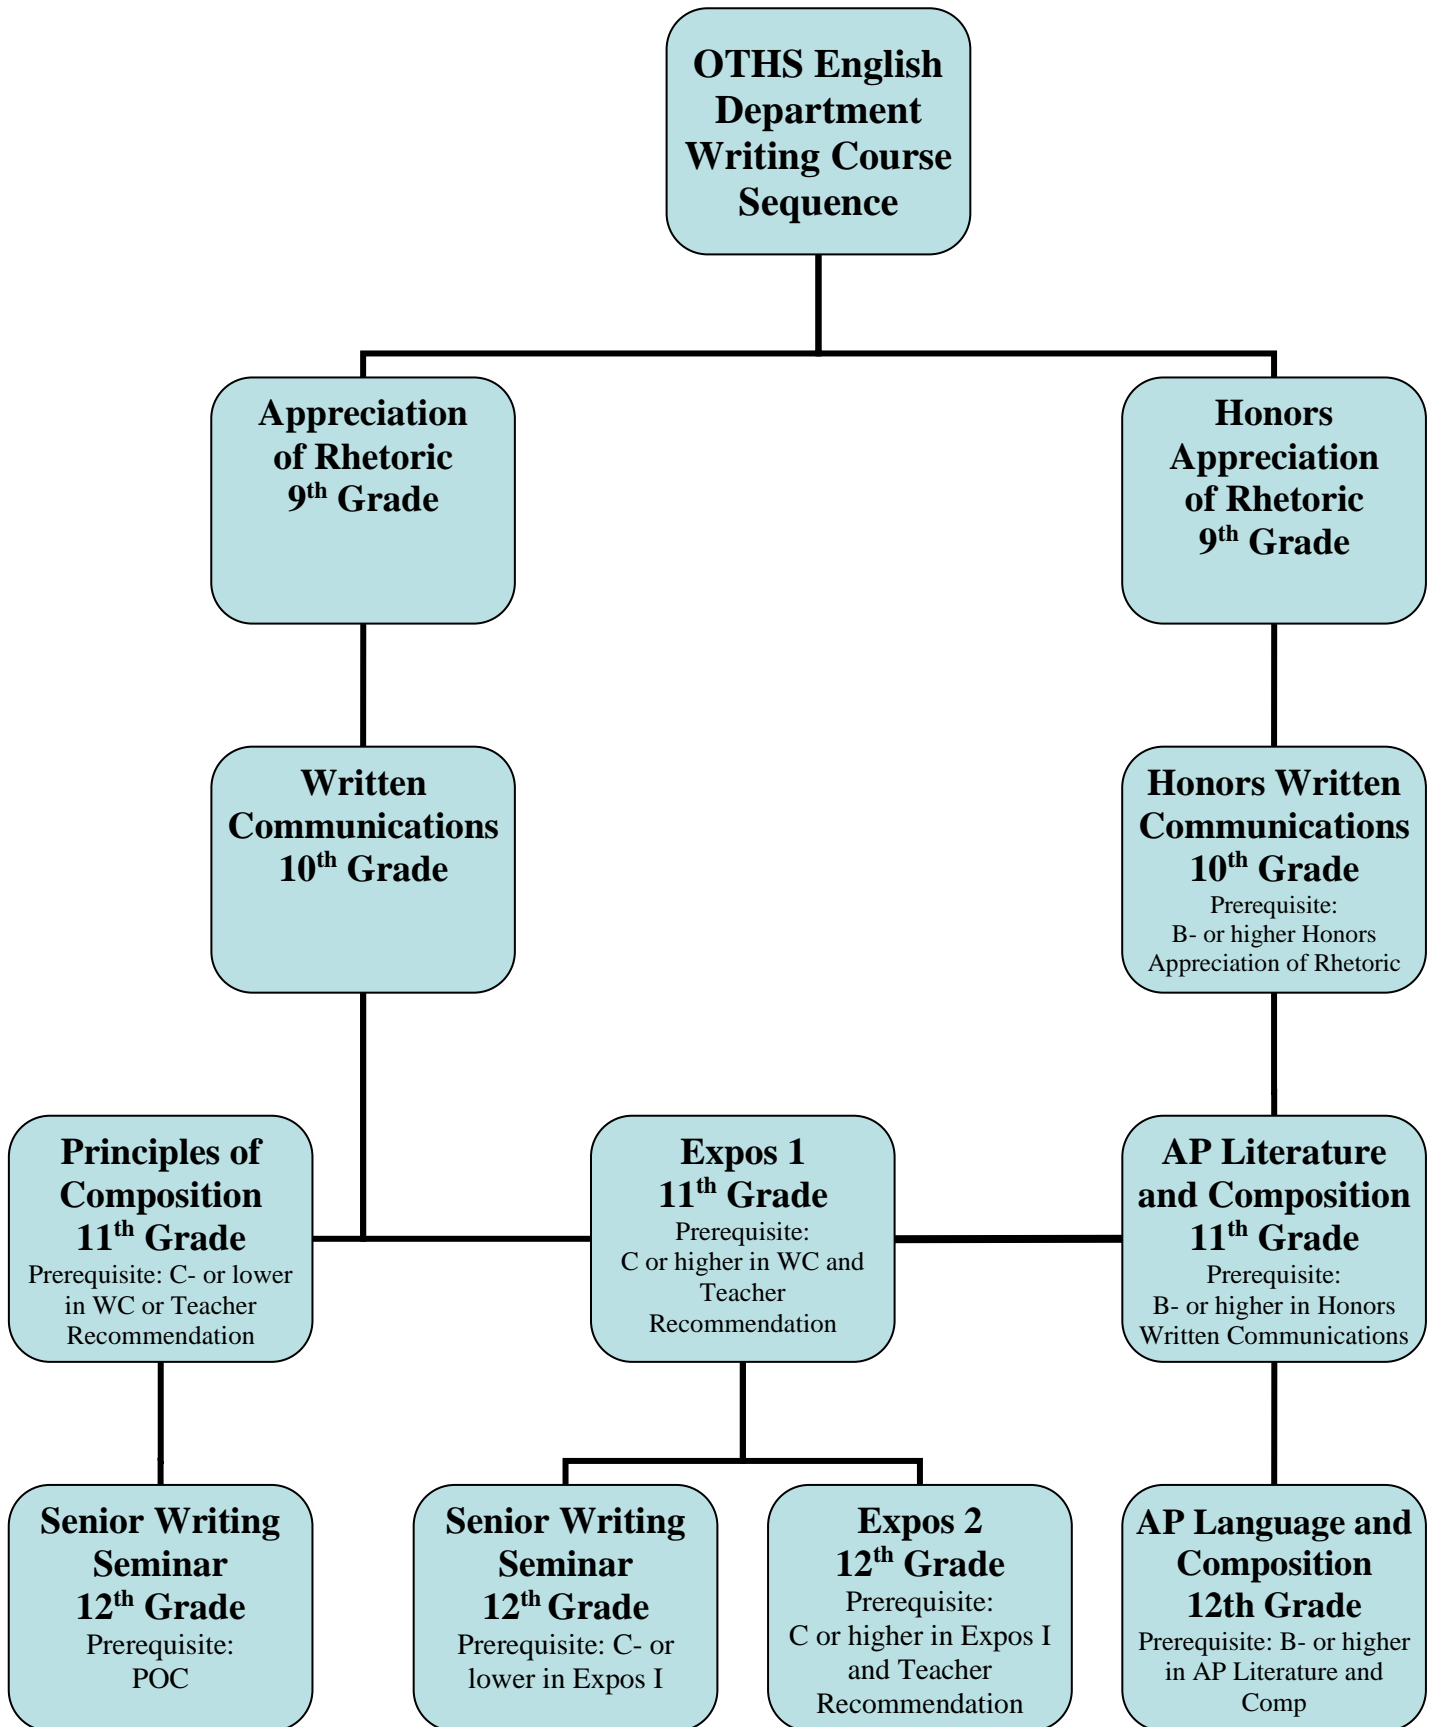 OTHS English
Department
Writing Course
Sequence
Appreciation
of Rhetoric
9th Grade
Honors
Appreciation
of Rhetoric
9th Grade
Written
Communications
10th Grade
Honors Written
Communications
10th Grade
Prerequisite:
B- or higher Honors
Appreciation of Rhetoric
Principles of
Composition
11th Grade
Prerequisite: C- or lower
in WC or Teacher
Recommendation
Expos 1
11th Grade
Prerequisite:
C or higher in WC and
Teacher
Recommendation
AP Literature
and Composition
11th Grade
Prerequisite:
B- or higher in Honors
Written Communications
Senior Writing
Seminar
12th Grade
Prerequisite:
POC
Senior Writing
Seminar
12th Grade
Prerequisite: C- or
lower in Expos I
Expos 2
12th Grade
Prerequisite:
C or higher in Expos I
and Teacher
Recommendation
AP Language and
Composition
12th Grade
Prerequisite: B- or higher
in AP Literature and
Comp